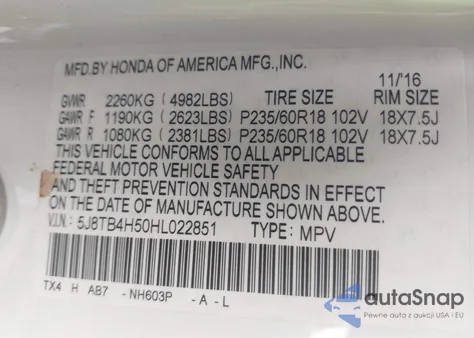 MFD.BY HONDA OF AMERICA MFG.,INC.
11/'16
GVWR 2260KG (4982LBS) TIRE SIZE RIM SIZE
GAWR F 1190KG (2623LBS) P235/60R18 102V 18X7.5J
GAWR R 1080KG (2381LBS) P235/60R18 102V 18X7.5J
THIS VEHICLE CONFORMS TO ALL APPLICABLE
FEDERAL MOTOR VEHICLE SAFETY
AND THEFT PREVENTION STANDARDS IN EFFECT
ON THE DATE OF MANUFACTURE SHOWN ABOVE.
V.I.N.: 5J8TB4H50HL022851 TYPE: MPV
TX4 H AB7 -NH603P -A -L
autoSnap
Pewne auta z aukcji USA i EU